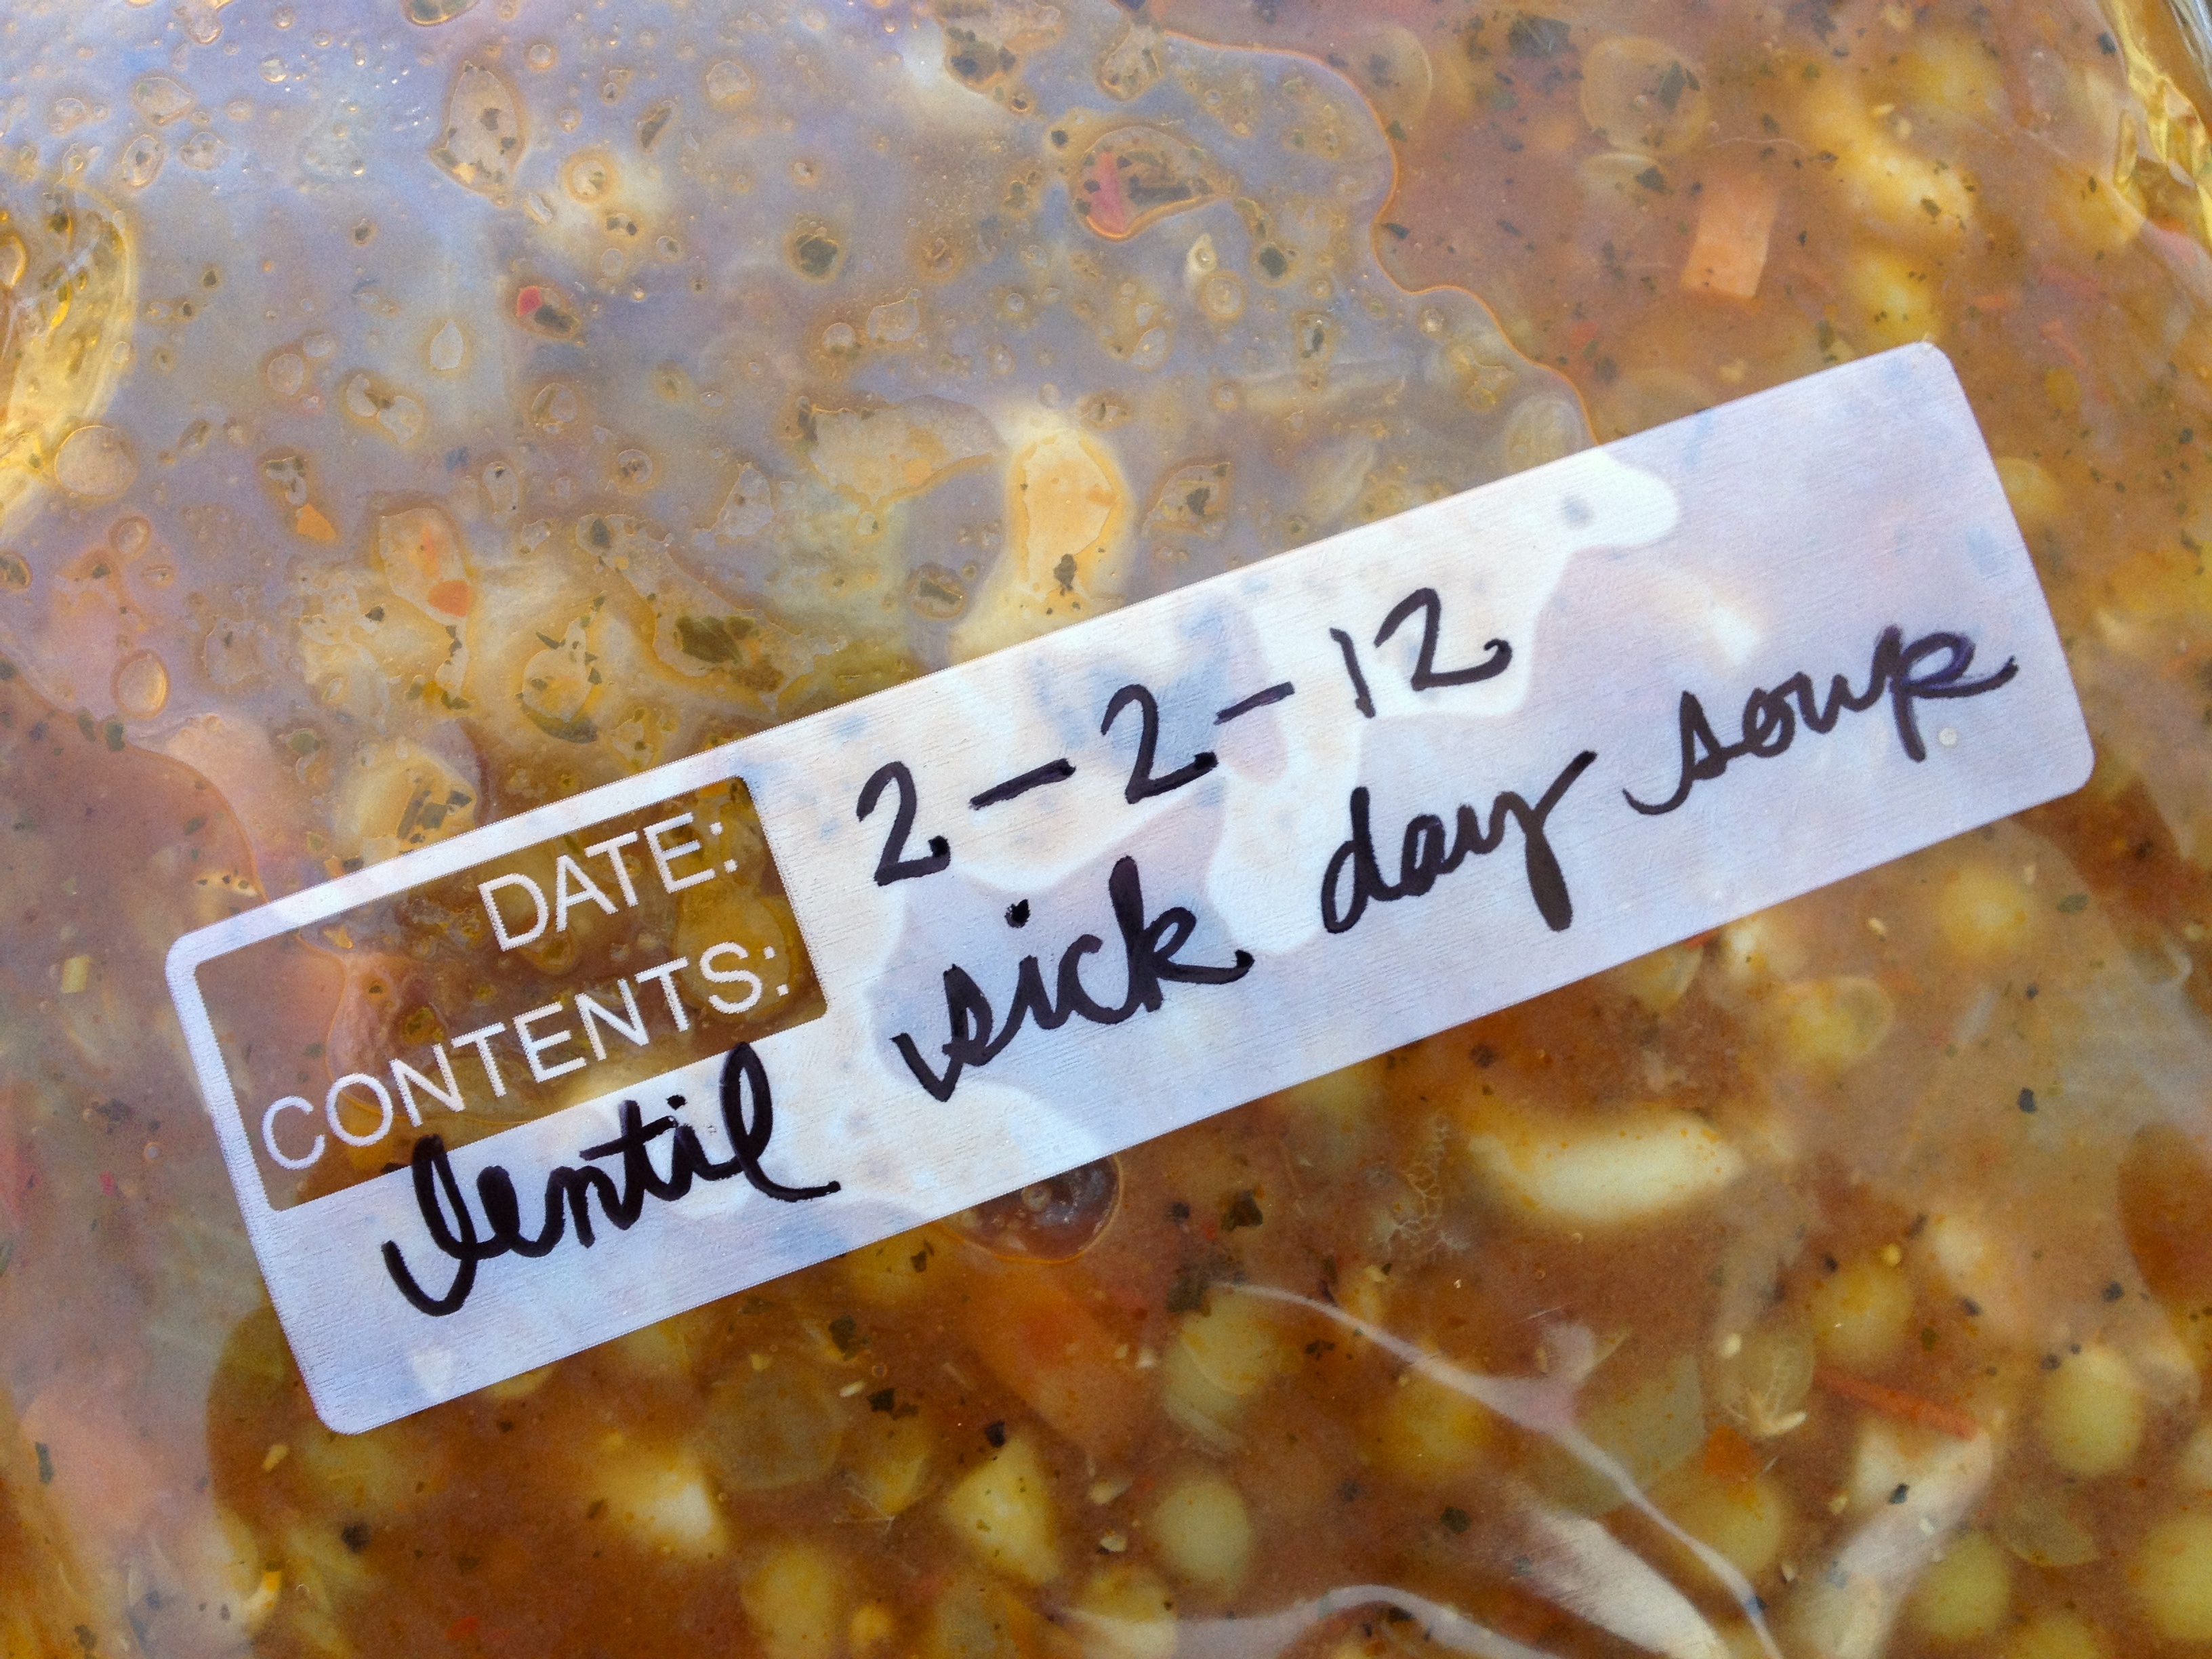 DATE: 2-2-12
CONTENTS: sick day soup
lentil